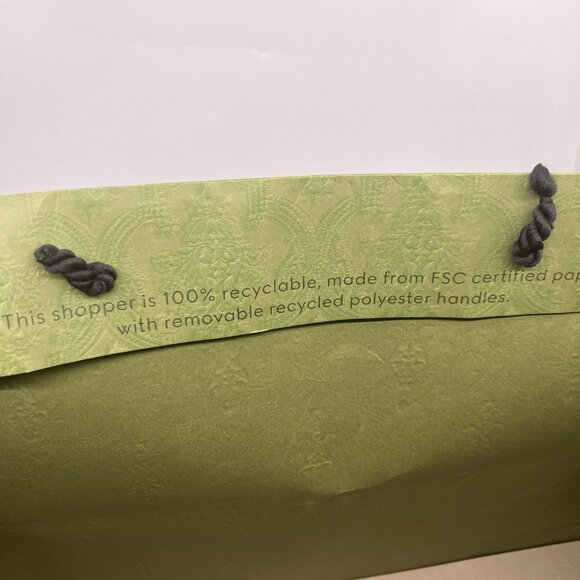 This shopper is 100% recyclable, made from FSC certified pap
with removable recycled polyester handles.